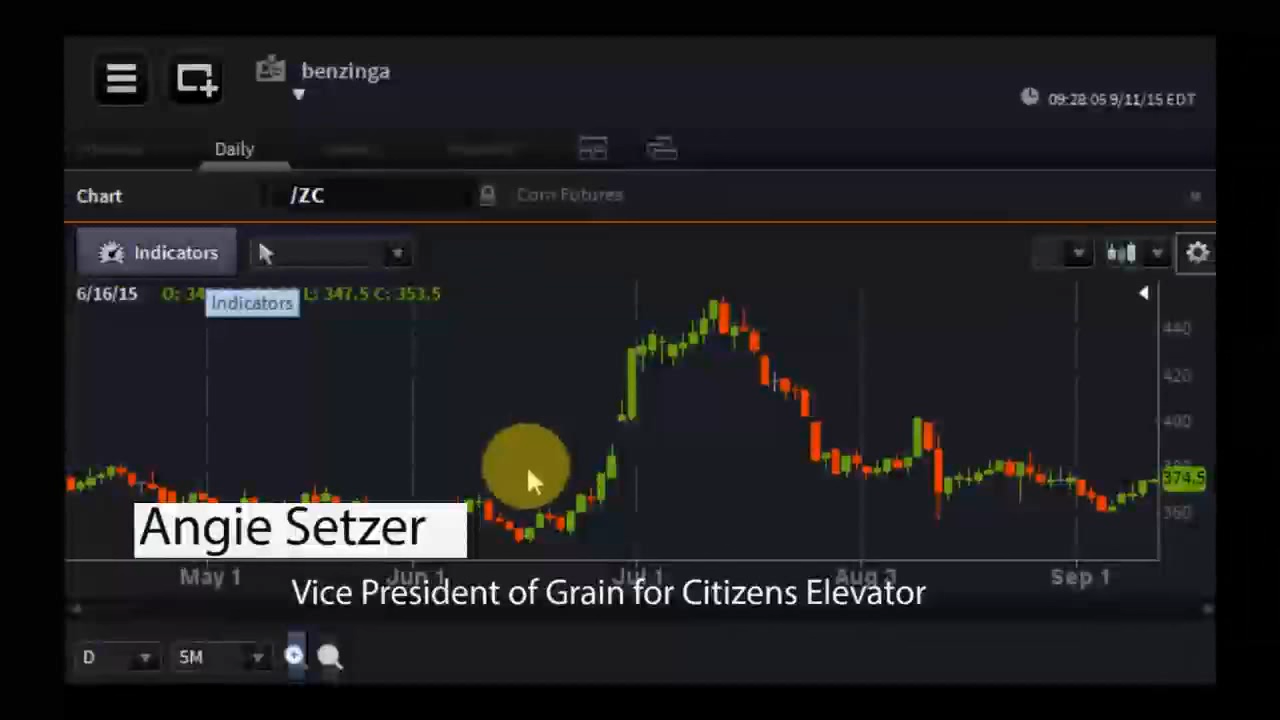 benzinga
09:28:05 9/11/15 EDT
Daily
Chart /ZC Corn Futures
Indicators
6/16/15 O: 34 L: 347.5 C: 353.5
Indicators
440
420
400
374.5
360
Angie Setzer
May 1 Jun 1 Jul 1 Aug 3 Sep 1
Vice President of Grain for Citizens Elevator
D 5M